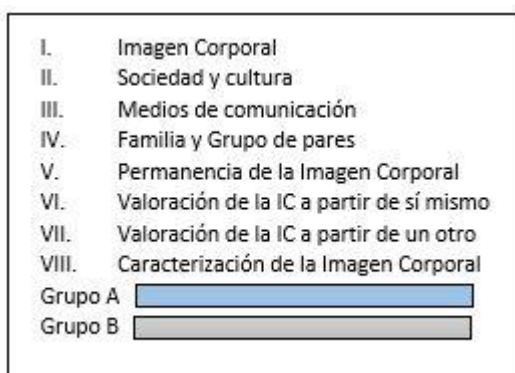 I. Imagen Corporal
II. Sociedad y cultura
III. Medios de comunicación
IV. Familia y Grupo de pares
V. Permanencia de la Imagen Corporal
VI. Valoración de la IC a partir de sí mismo
VII. Valoración de la IC a partir de un otro
VIII. Caracterización de la Imagen Corporal
Grupo A
Grupo B